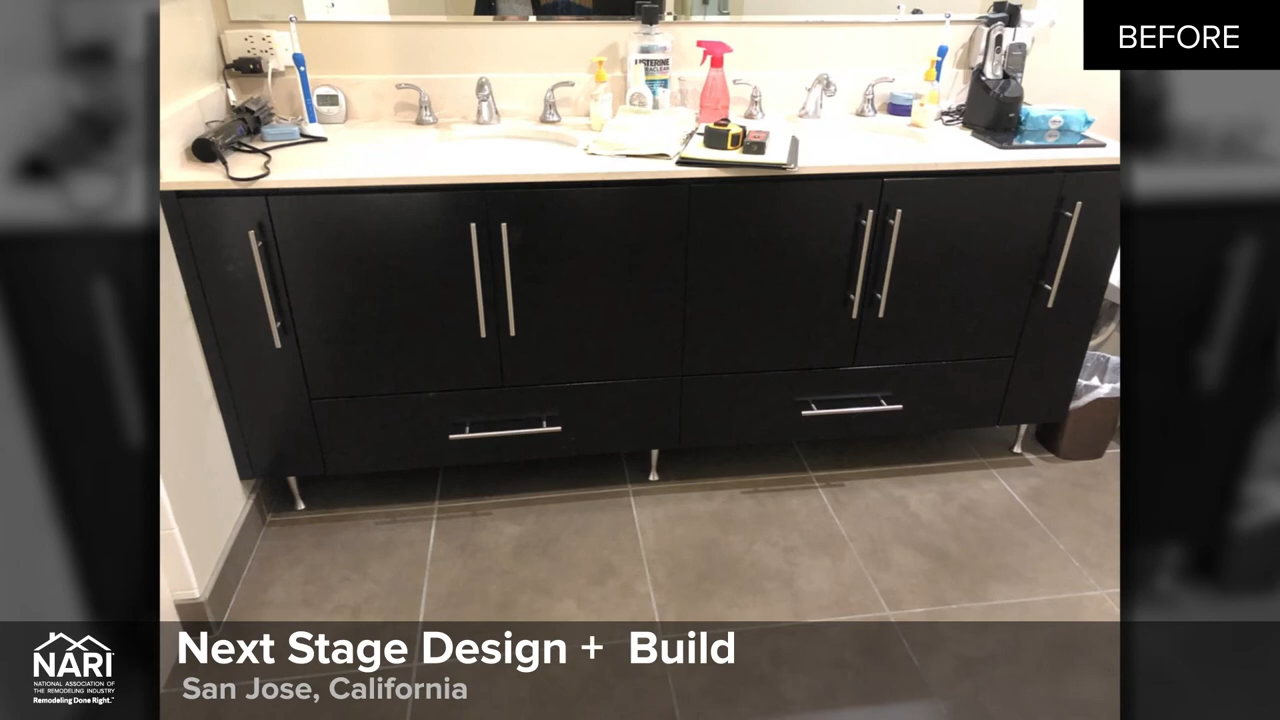 BEFORE
LISTERINE
Next Stage Design + Build
San Jose, California
NARI
NATIONAL ASSOCIATION
OF THE REMODELING INDUSTRY
Remodeling Done Right.™